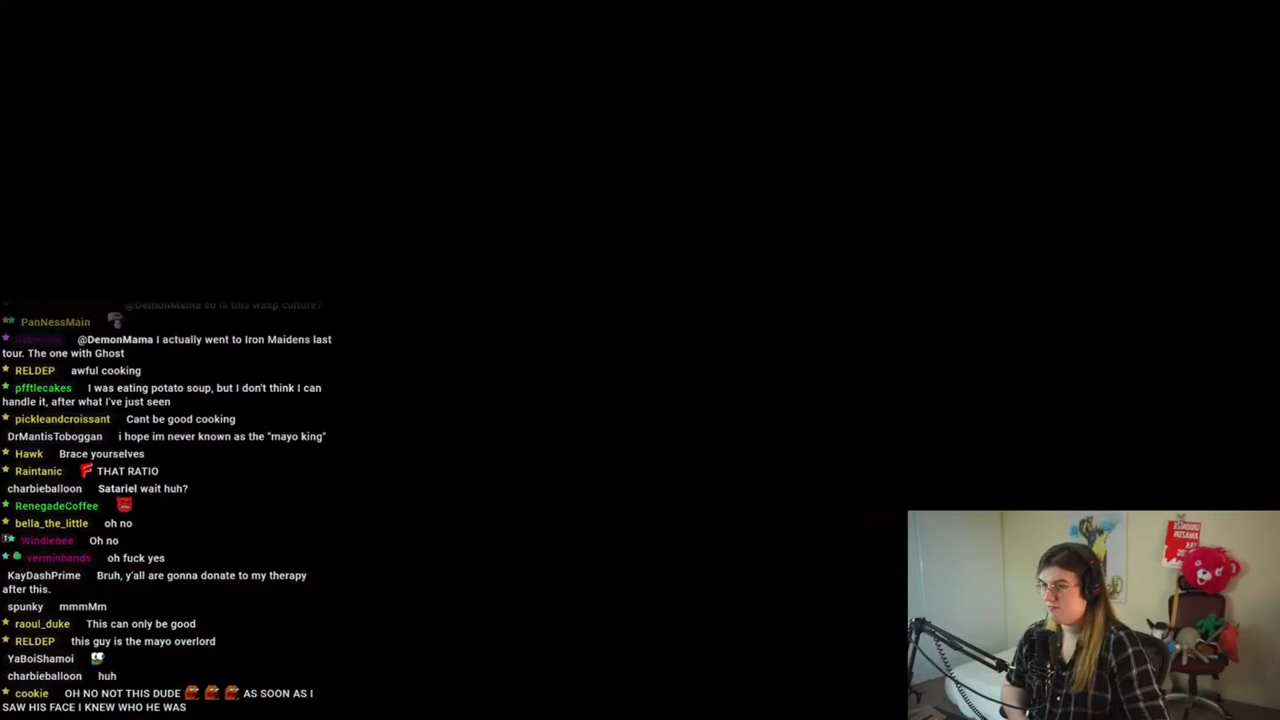 @DemonMama so is this wasp culture?
PanNessMain
@DemonMama I actually went to Iron Maidens last
tour. The one with Ghost
RELDEP awful cooking
pfftlecakes I was eating potato soup, but I don't think I can
handle it, after what I've just seen
pickleandcroissant Cant be good cooking
DrMantisToboggan i hope im never known as the "mayo king"
Hawk Brace yourselves
Raintanic F THAT RATIO
charbieballoon Satariel wait huh?
RenegadeCoffee
bella_the_little oh no
Windlebee Oh no
verminhands oh fuck yes
KayDashPrime Bruh, y'all are gonna donate to my therapy
after this.
spunky mmmMm
raoul_duke This can only be good
RELDEP this guy is the mayo overlord
YaBoiShamoi
charbieballoon huh
cookie OH NO NOT THIS DUDE AS SOON AS I
SAW HIS FACE I KNEW WHO HE WAS